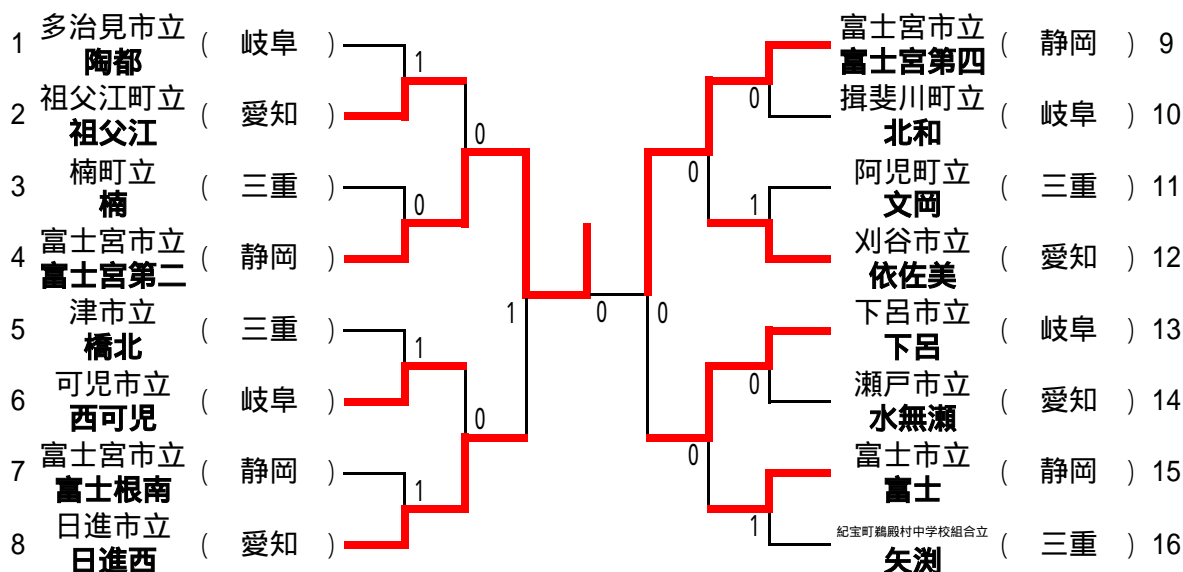 1 多治見市立 ( 岐阜 )
陶都
1
2 祖父江町立 ( 愛知 )
祖父江
0
3 楠町立 ( 三重 )
楠
0
4 富士宮市立 ( 静岡 )
富士宮第二
1
5 津市立 ( 三重 )
橋北
1
6 可児市立 ( 岐阜 )
西可児
0
7 富士宮市立 ( 静岡 )
富士根南
1
8 日進市立 ( 愛知 )
日進西
0
富士宮市立 ( 静岡 ) 9
富士宮第四
0
揖斐川町立 ( 岐阜 ) 10
北和
0
阿児町立 ( 三重 ) 11
文岡
1
刈谷市立 ( 愛知 ) 12
依佐美
0
下呂市立 ( 岐阜 ) 13
下呂
0
瀬戸市立 ( 愛知 ) 14
水無瀬
0
富士市立 ( 静岡 ) 15
富士
1
紀宝町鵜殿村中学校組合立 ( 三重 ) 16
矢渕